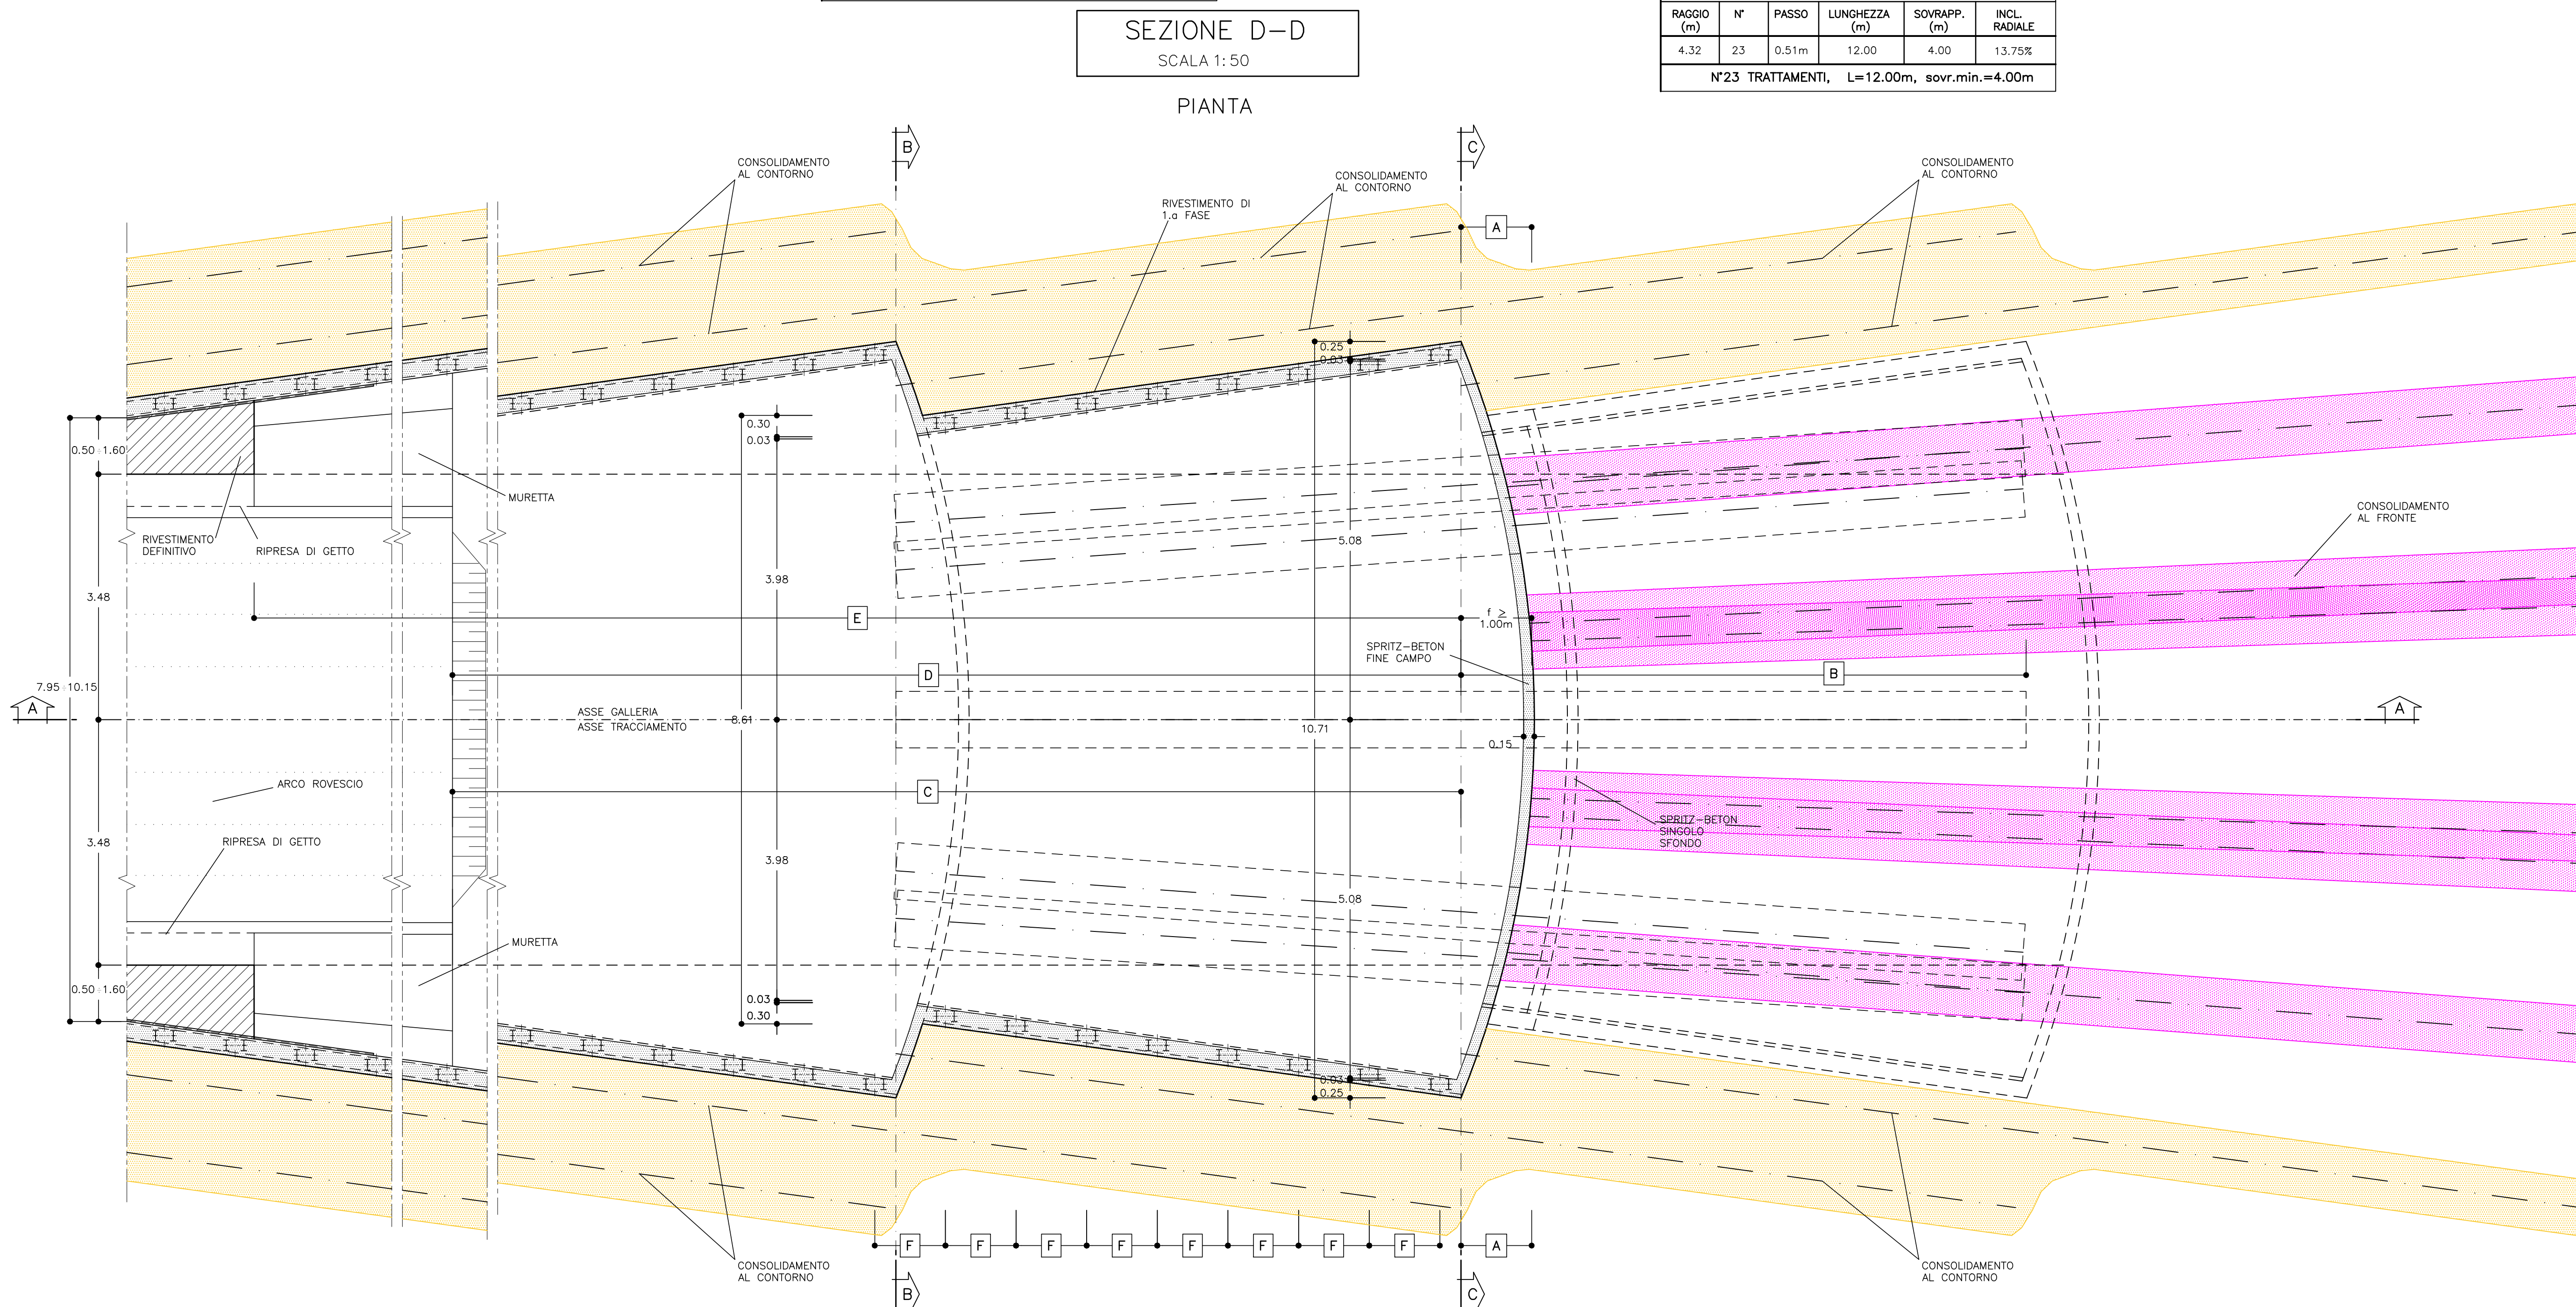 SEZIONE D-D
SCALA 1:50
PIANTA
RAGGIO (m) N° PASSO LUNGHEZZA (m) SOVRAPP. (m) INCL. RADIALE
4.32 23 0.51m 12.00 4.00 13.75%
N°23 TRATTAMENTI, L=12.00m, sovr.min.=4.00m
B
C
CONSOLIDAMENTO
AL CONTORNO
CONSOLIDAMENTO
AL CONTORNO
CONSOLIDAMENTO
AL CONTORNO
RIVESTIMENTO DI
1.a FASE
A
0.25
0.03
0.30
0.03
0.50÷1.60
MURETTA
RIVESTIMENTO
DEFINITIVO
RIPRESA DI GETTO
CONSOLIDAMENTO
AL FRONTE
5.08
3.98
3.48
E
f ≥
1.00m
SPRITZ-BETON
FINE CAMPO
D
B
7.95÷10.15
A
ASSE GALLERIA
ASSE TRACCIAMENTO
8.61
10.71
0.15
A
ARCO ROVESCIO
C
SPRITZ-BETON
SINGOLO
SFONDO
RIPRESA DI GETTO
3.48
3.98
5.08
MURETTA
0.50÷1.60
0.03
0.30
0.03
0.25
F F F F F F F F A
CONSOLIDAMENTO
AL CONTORNO
CONSOLIDAMENTO
AL CONTORNO
B
C